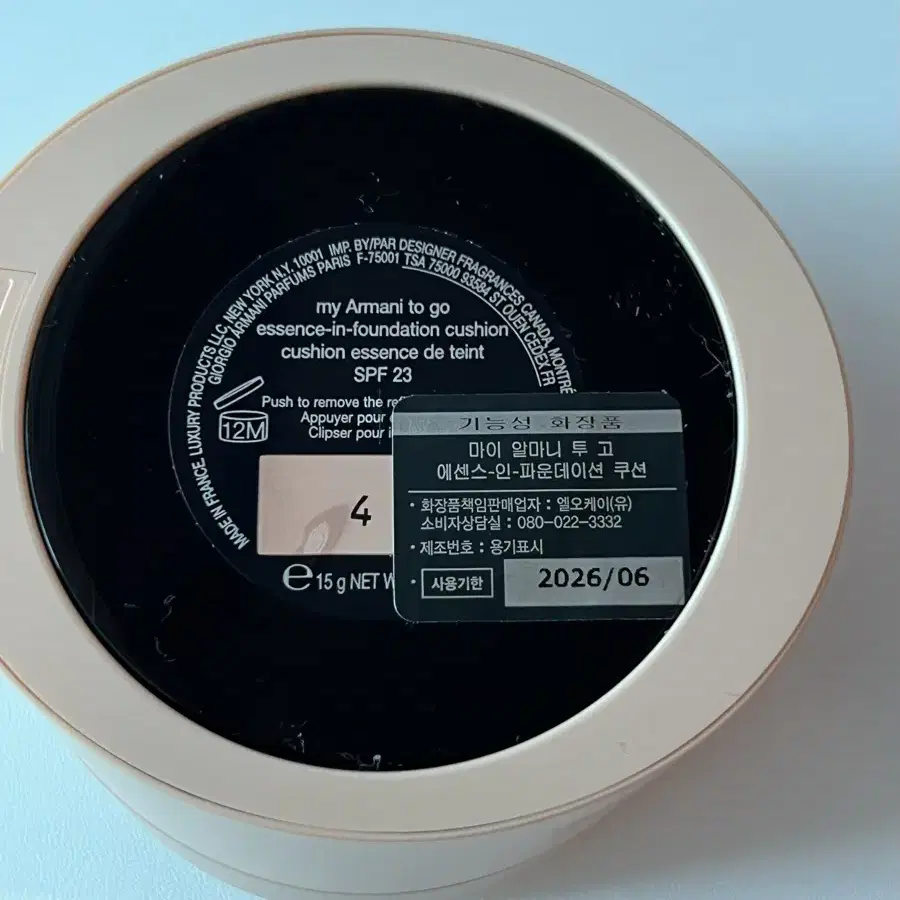 MADE IN FRANCE. LUXURY PRODUCTS LLC, NEW YORK N.Y. 10001 IMP. BY/PAR DESIGNER FRAGRANCES CANADA, MONTRÉ
GIORGIO ARMANI PARFUMS PARIS F-75001 TSA 75000 93584 ST OUEN CEDEX FR
my Armani to go
essence-in-foundation cushion
cushion essence de teint
SPF 23
Push to remove the
Appuyer pour
Clipser pour
12M
4
e 15 g NET
기능성 화장품
마이 알마니 투 고
에센스-인-파운데이션 쿠션
• 화장품책임판매업자 : 엘오케이(유)
소비자상담실 : 080-022-3332
• 제조번호 : 용기표시
• 사용기한 2026/06